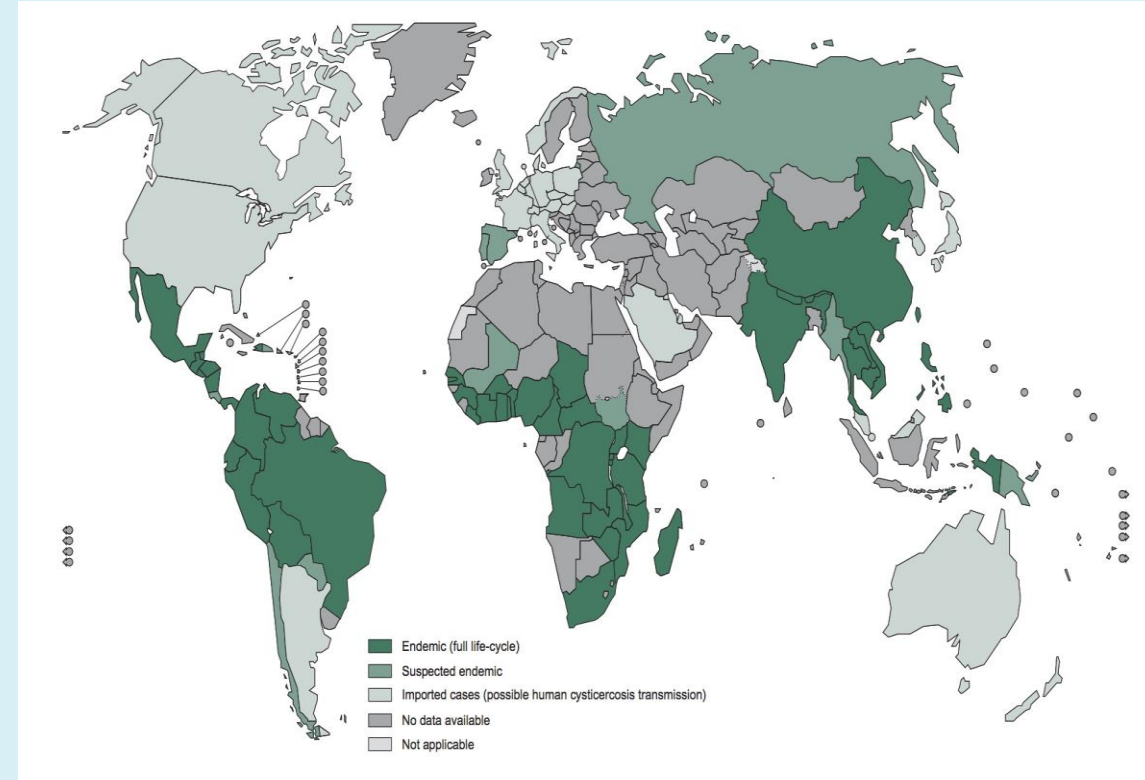 Endemic (full life-cycle)
Suspected endemic
Imported cases (possible human cysticercosis transmission)
No data available
Not applicable